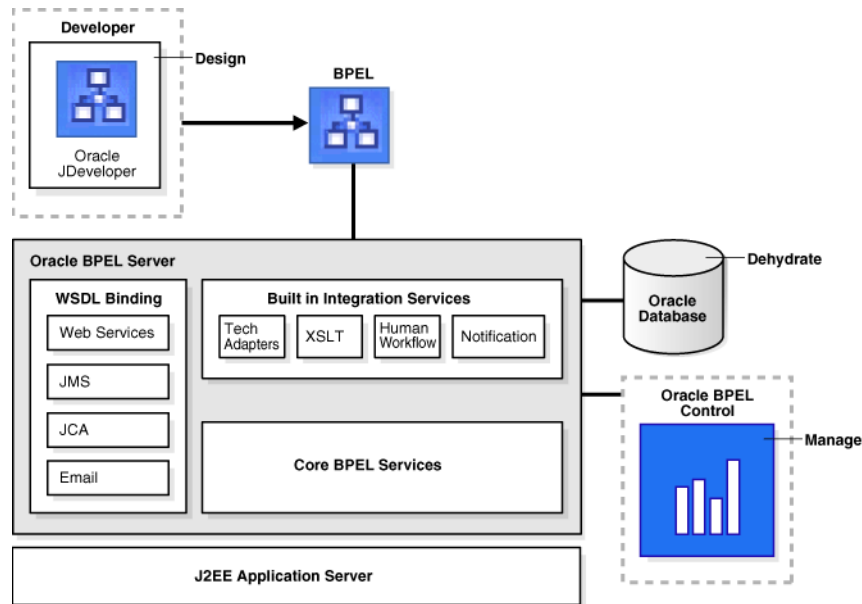 Developer
Design
Oracle
JDeveloper
BPEL
Oracle BPEL Server
WSDL Binding
Web Services
JMS
JCA
Email
Built in Integration Services
Tech
Adapters
XSLT
Human
Workflow
Notification
Core BPEL Services
J2EE Application Server
Dehydrate
Oracle
Database
Oracle BPEL
Control
Manage